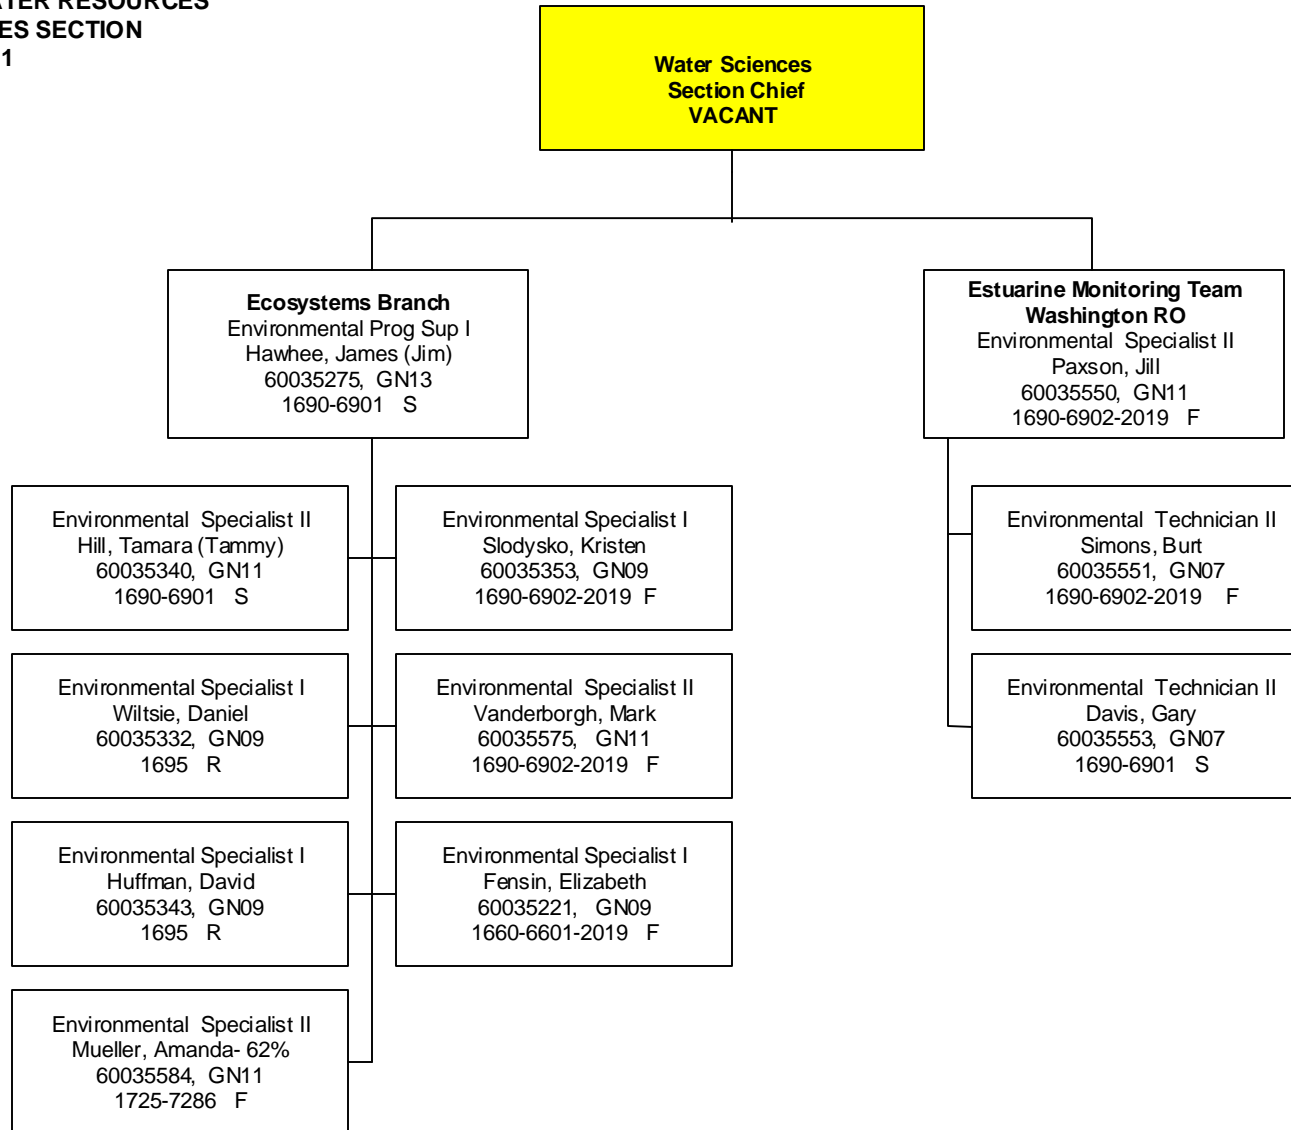 RESOURCES
SECTION
1
Water Sciences
Section Chief
VACANT
Ecosystems Branch
Environmental Prog Sup I
Hawhee, James (Jim)
60035275, GN13
1690-6901 S
Estuarine Monitoring Team
Washington RO
Environmental Specialist II
Paxson, Jill
60035550, GN11
1690-6902-2019 F
Environmental Specialist II
Hill, Tamara (Tammy)
60035340, GN11
1690-6901 S
Environmental Specialist I
Slodysko, Kristen
60035353, GN09
1690-6902-2019 F
Environmental Technician II
Simons, Burt
60035551, GN07
1690-6902-2019 F
Environmental Specialist I
Wiltsie, Daniel
60035332, GN09
1695 R
Environmental Specialist II
Vanderborgh, Mark
60035575, GN11
1690-6902-2019 F
Environmental Technician II
Davis, Gary
60035553, GN07
1690-6901 S
Environmental Specialist I
Huffman, David
60035343, GN09
1695 R
Environmental Specialist I
Fensin, Elizabeth
60035221, GN09
1660-6601-2019 F
Environmental Specialist II
Mueller, Amanda- 62%
60035584, GN11
1725-7286 F